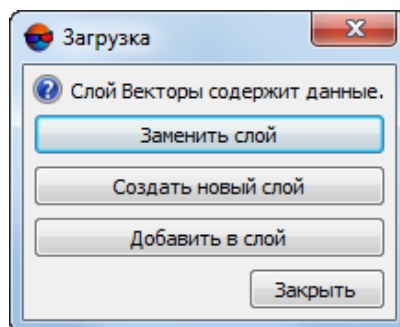 Загрузка
Слой Векторы содержит данные.
Заменить слой
Создать новый слой
Добавить в слой
Закрыть